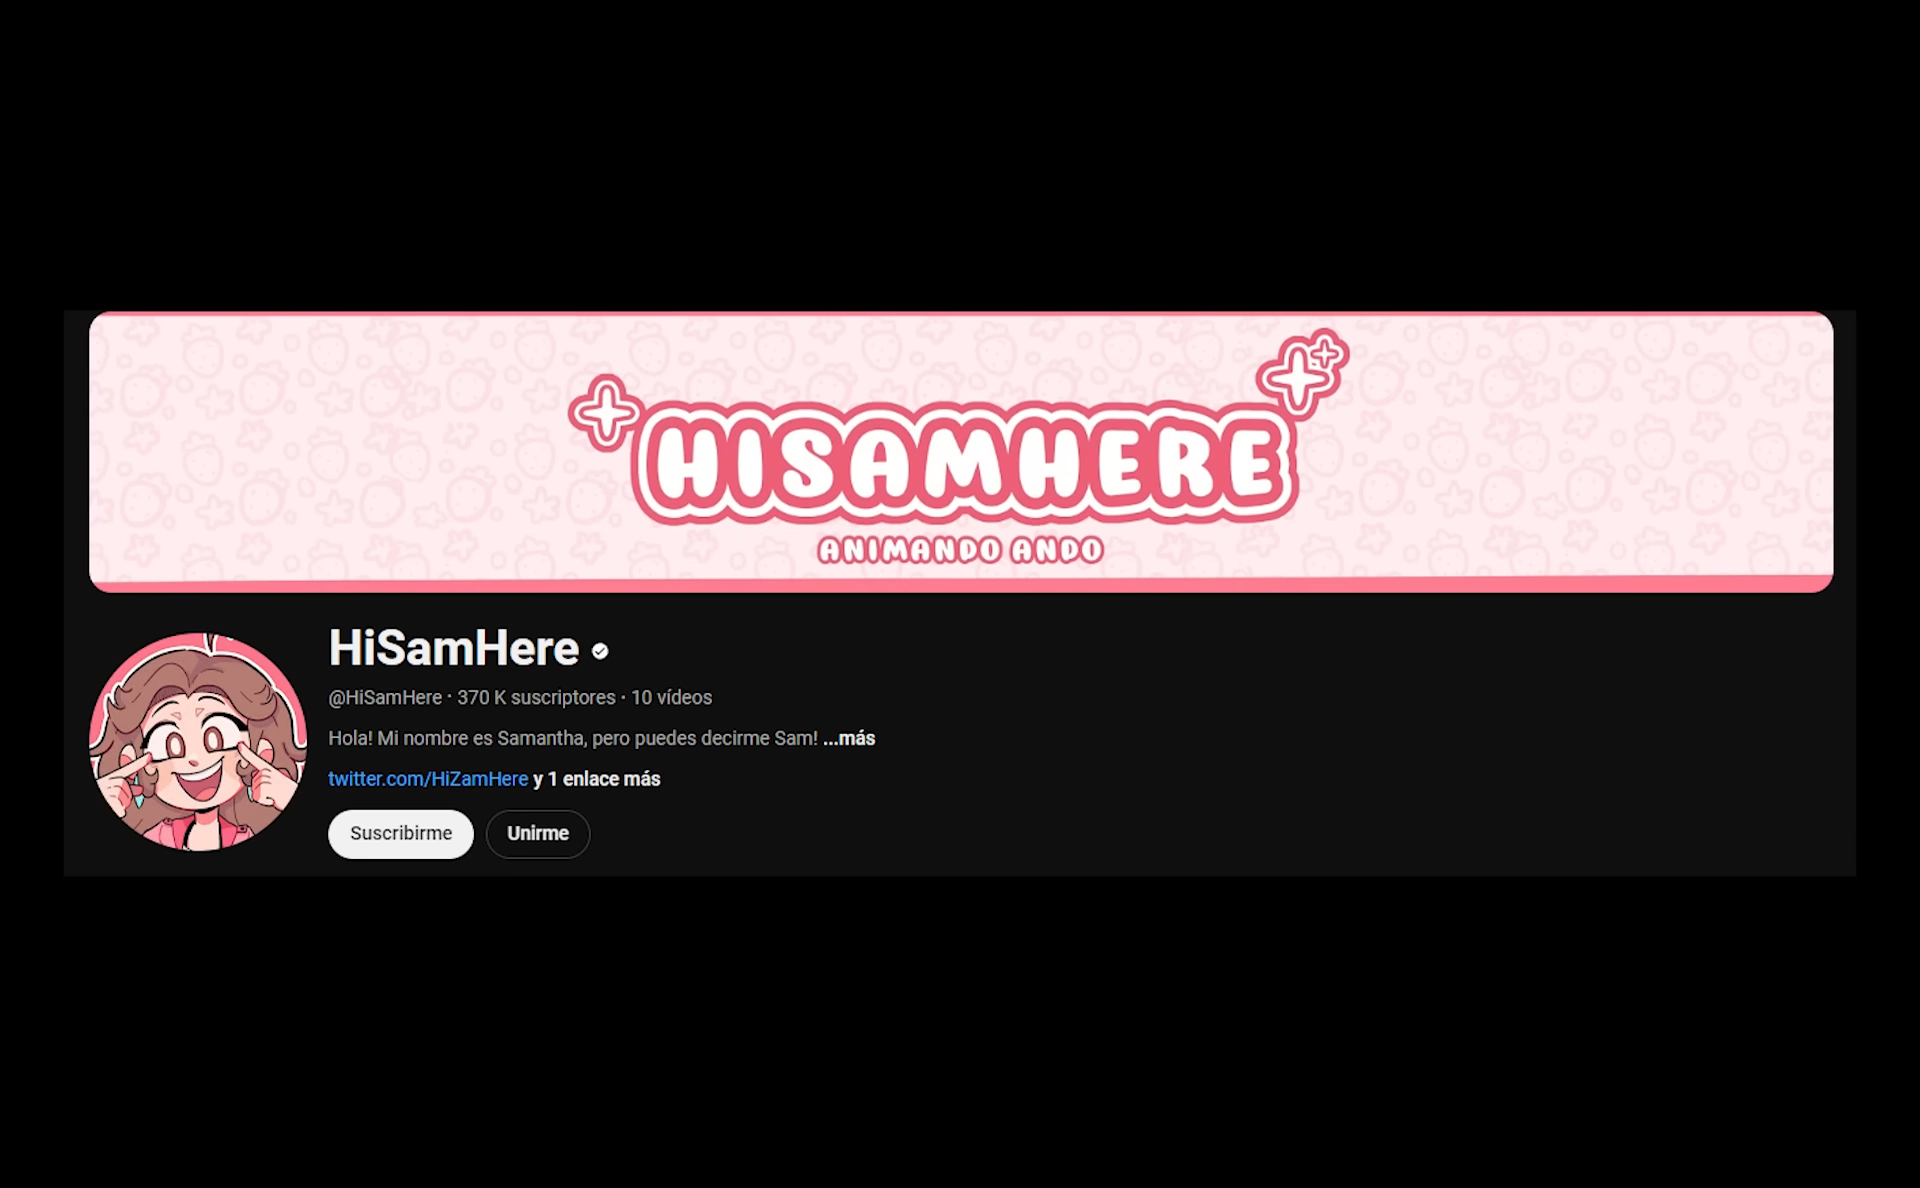 HISAMHERE
ANIMANDO ANDO
HiSamHere
@HiSamHere · 370 K suscriptores · 10 vídeos
Hola! Mi nombre es Samantha, pero puedes decirme Sam! ...más
twitter.com/HiZamHere y 1 enlace más
Suscribirme Unirme